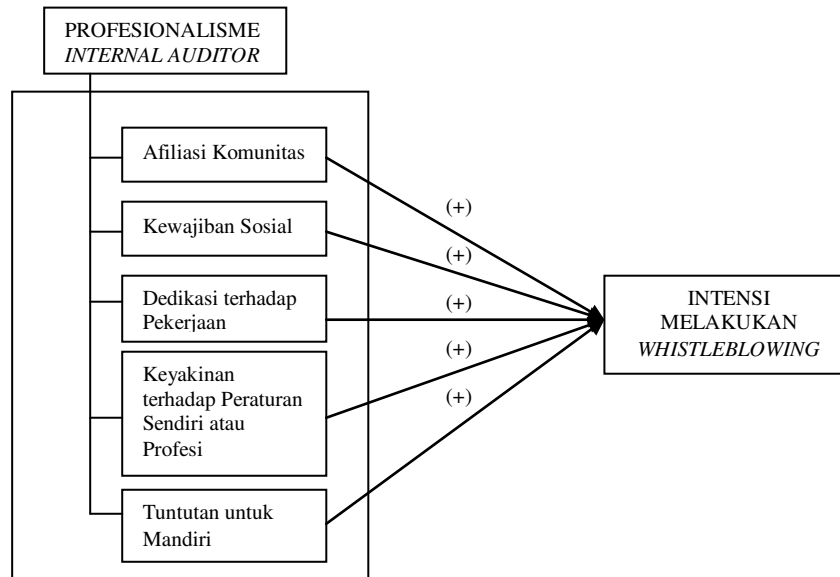 PROFESIONALISME
INTERNAL AUDITOR
Afiliasi Komunitas
Kewajiban Sosial
Dedikasi terhadap
Pekerjaan
Keyakinan
terhadap Peraturan
Sendiri atau
Profesi
Tuntutan untuk
Mandiri
(+)
(+)
(+)
(+)
(+)
INTENSI
MELAKUKAN
WHISTLEBLOWING